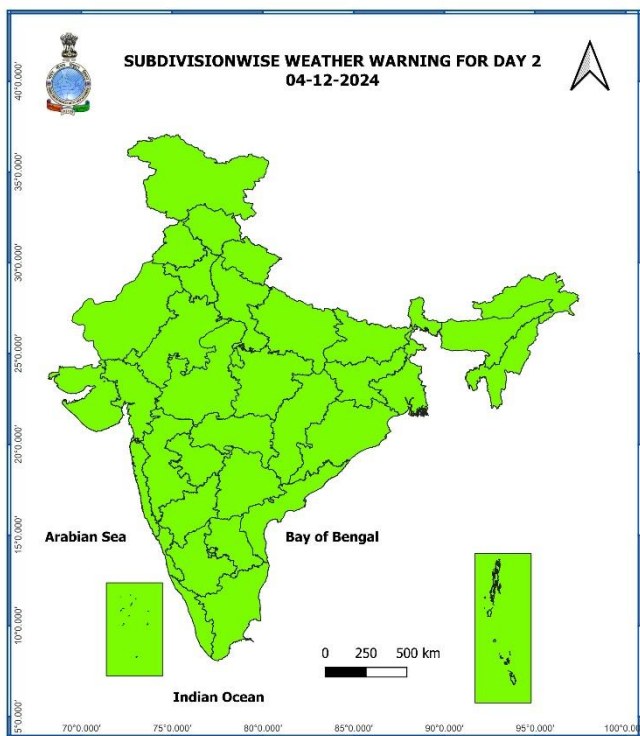 SUBDIVISIONWISE WEATHER WARNING FOR DAY 2
04-12-2024
40°0.000'
35°0.000'
30°0.000'
25°0.000'
20°0.000'
15°0.000'
10°0.000'
5°0.000'
Arabian Sea
Bay of Bengal
0 250 500 km
Indian Ocean
70°0.000' 75°0.000' 80°0.000' 85°0.000' 90°0.000' 95°0.000' 100°0.00